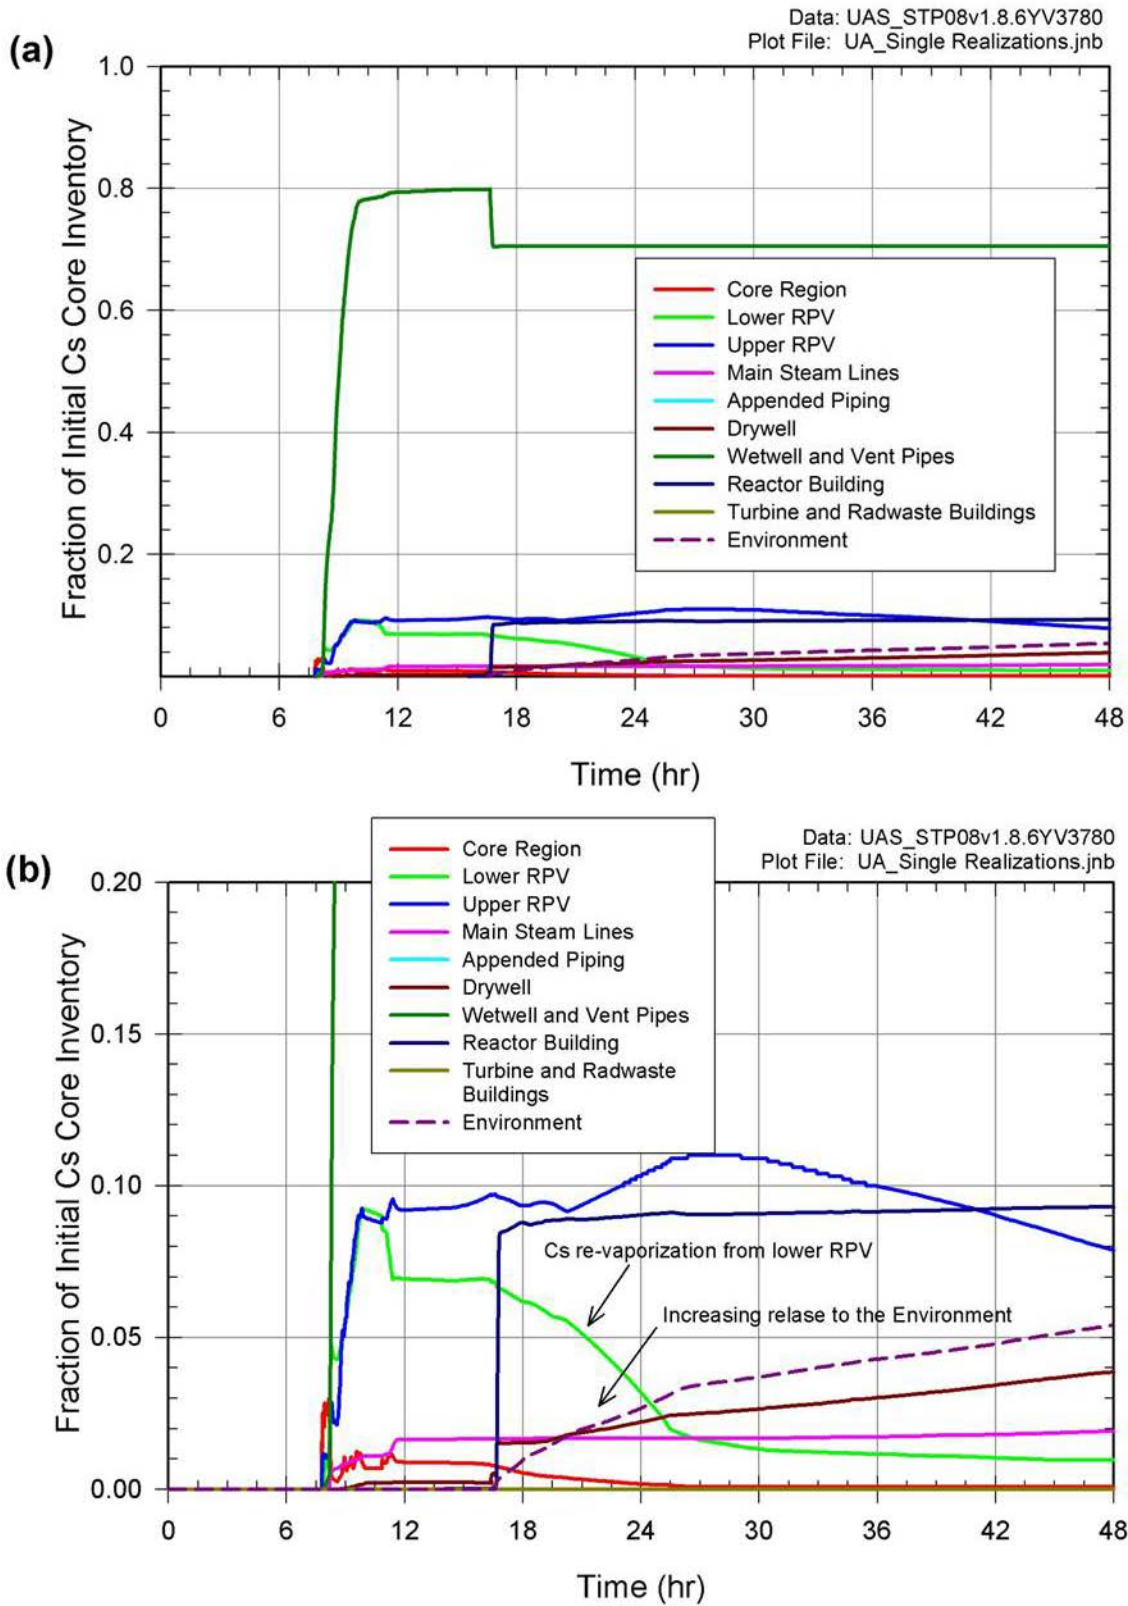 (a)
Data: UAS_STP08v1.8.6YV3780
Plot File: UA_Single Realizations.jnb
Fraction of Initial Cs Core Inventory
1.0
0.8
0.6
0.4
0.2
Core Region
Lower RPV
Upper RPV
Main Steam Lines
Appended Piping
Drywell
Wetwell and Vent Pipes
Reactor Building
Turbine and Radwaste Buildings
Environment
0 6 12 18 24 30 36 42 48
Time (hr)
(b)
Data: UAS_STP08v1.8.6YV3780
Plot File: UA_Single Realizations.jnb
Core Region
Lower RPV
Upper RPV
Main Steam Lines
Appended Piping
Drywell
Wetwell and Vent Pipes
Reactor Building
Turbine and Radwaste
Buildings
Environment
Fraction of Initial Cs Core Inventory
0.20
0.15
0.10
0.05
0.00
Cs re-vaporization from lower RPV
Increasing relase to the Environment
0 6 12 18 24 30 36 42 48
Time (hr)